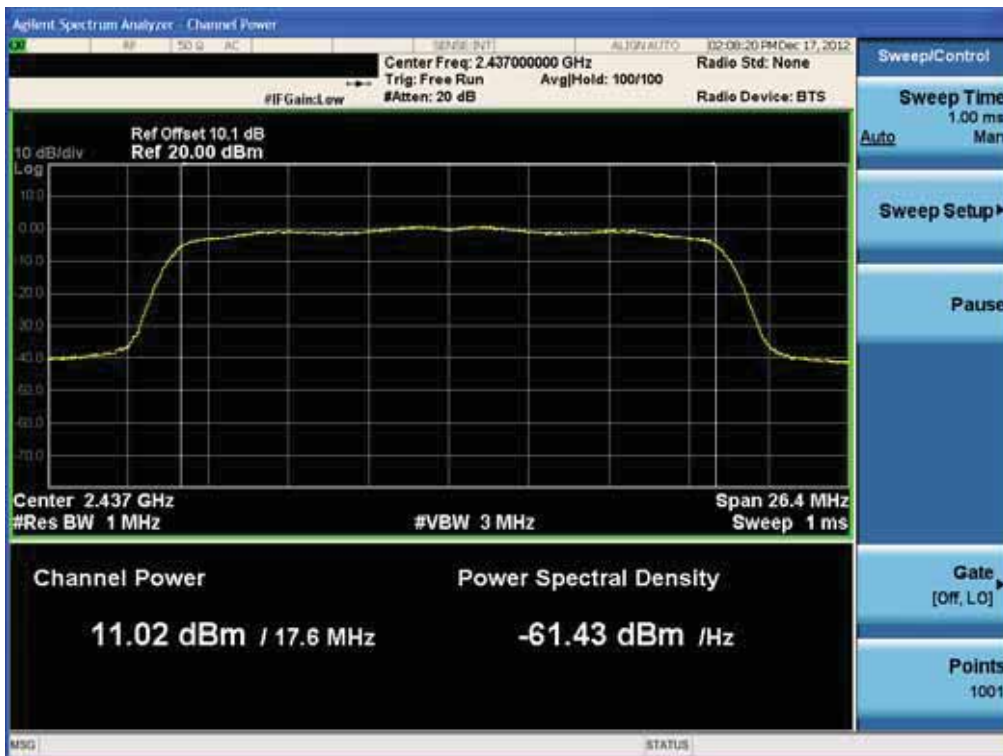 Agilent Spectrum Analyzer - Channel Power
RF 50 Ω AC SENSE:INT ALIGN AUTO 02:08:20 PM Dec 17, 2012
Center Freq: 2.437000000 GHz Radio Std: None
Trig: Free Run Avg|Hold: 100/100
#IFGain:Low #Atten: 20 dB Radio Device: BTS
Ref Offset 10.1 dB
10 dB/div Ref 20.00 dBm
Log
10.0
0.00
-10.0
-20.0
-30.0
-40.0
-50.0
-60.0
-70.0
Center 2.437 GHz Span 26.4 MHz
#Res BW 1 MHz #VBW 3 MHz Sweep 1 ms
Channel Power Power Spectral Density
11.02 dBm / 17.6 MHz -61.43 dBm /Hz
MSG STATUS
Sweep/Control
Sweep Time
1.00 ms
Auto Man
Sweep Setup
Pause
Gate
[Off, LO]
Points
1001